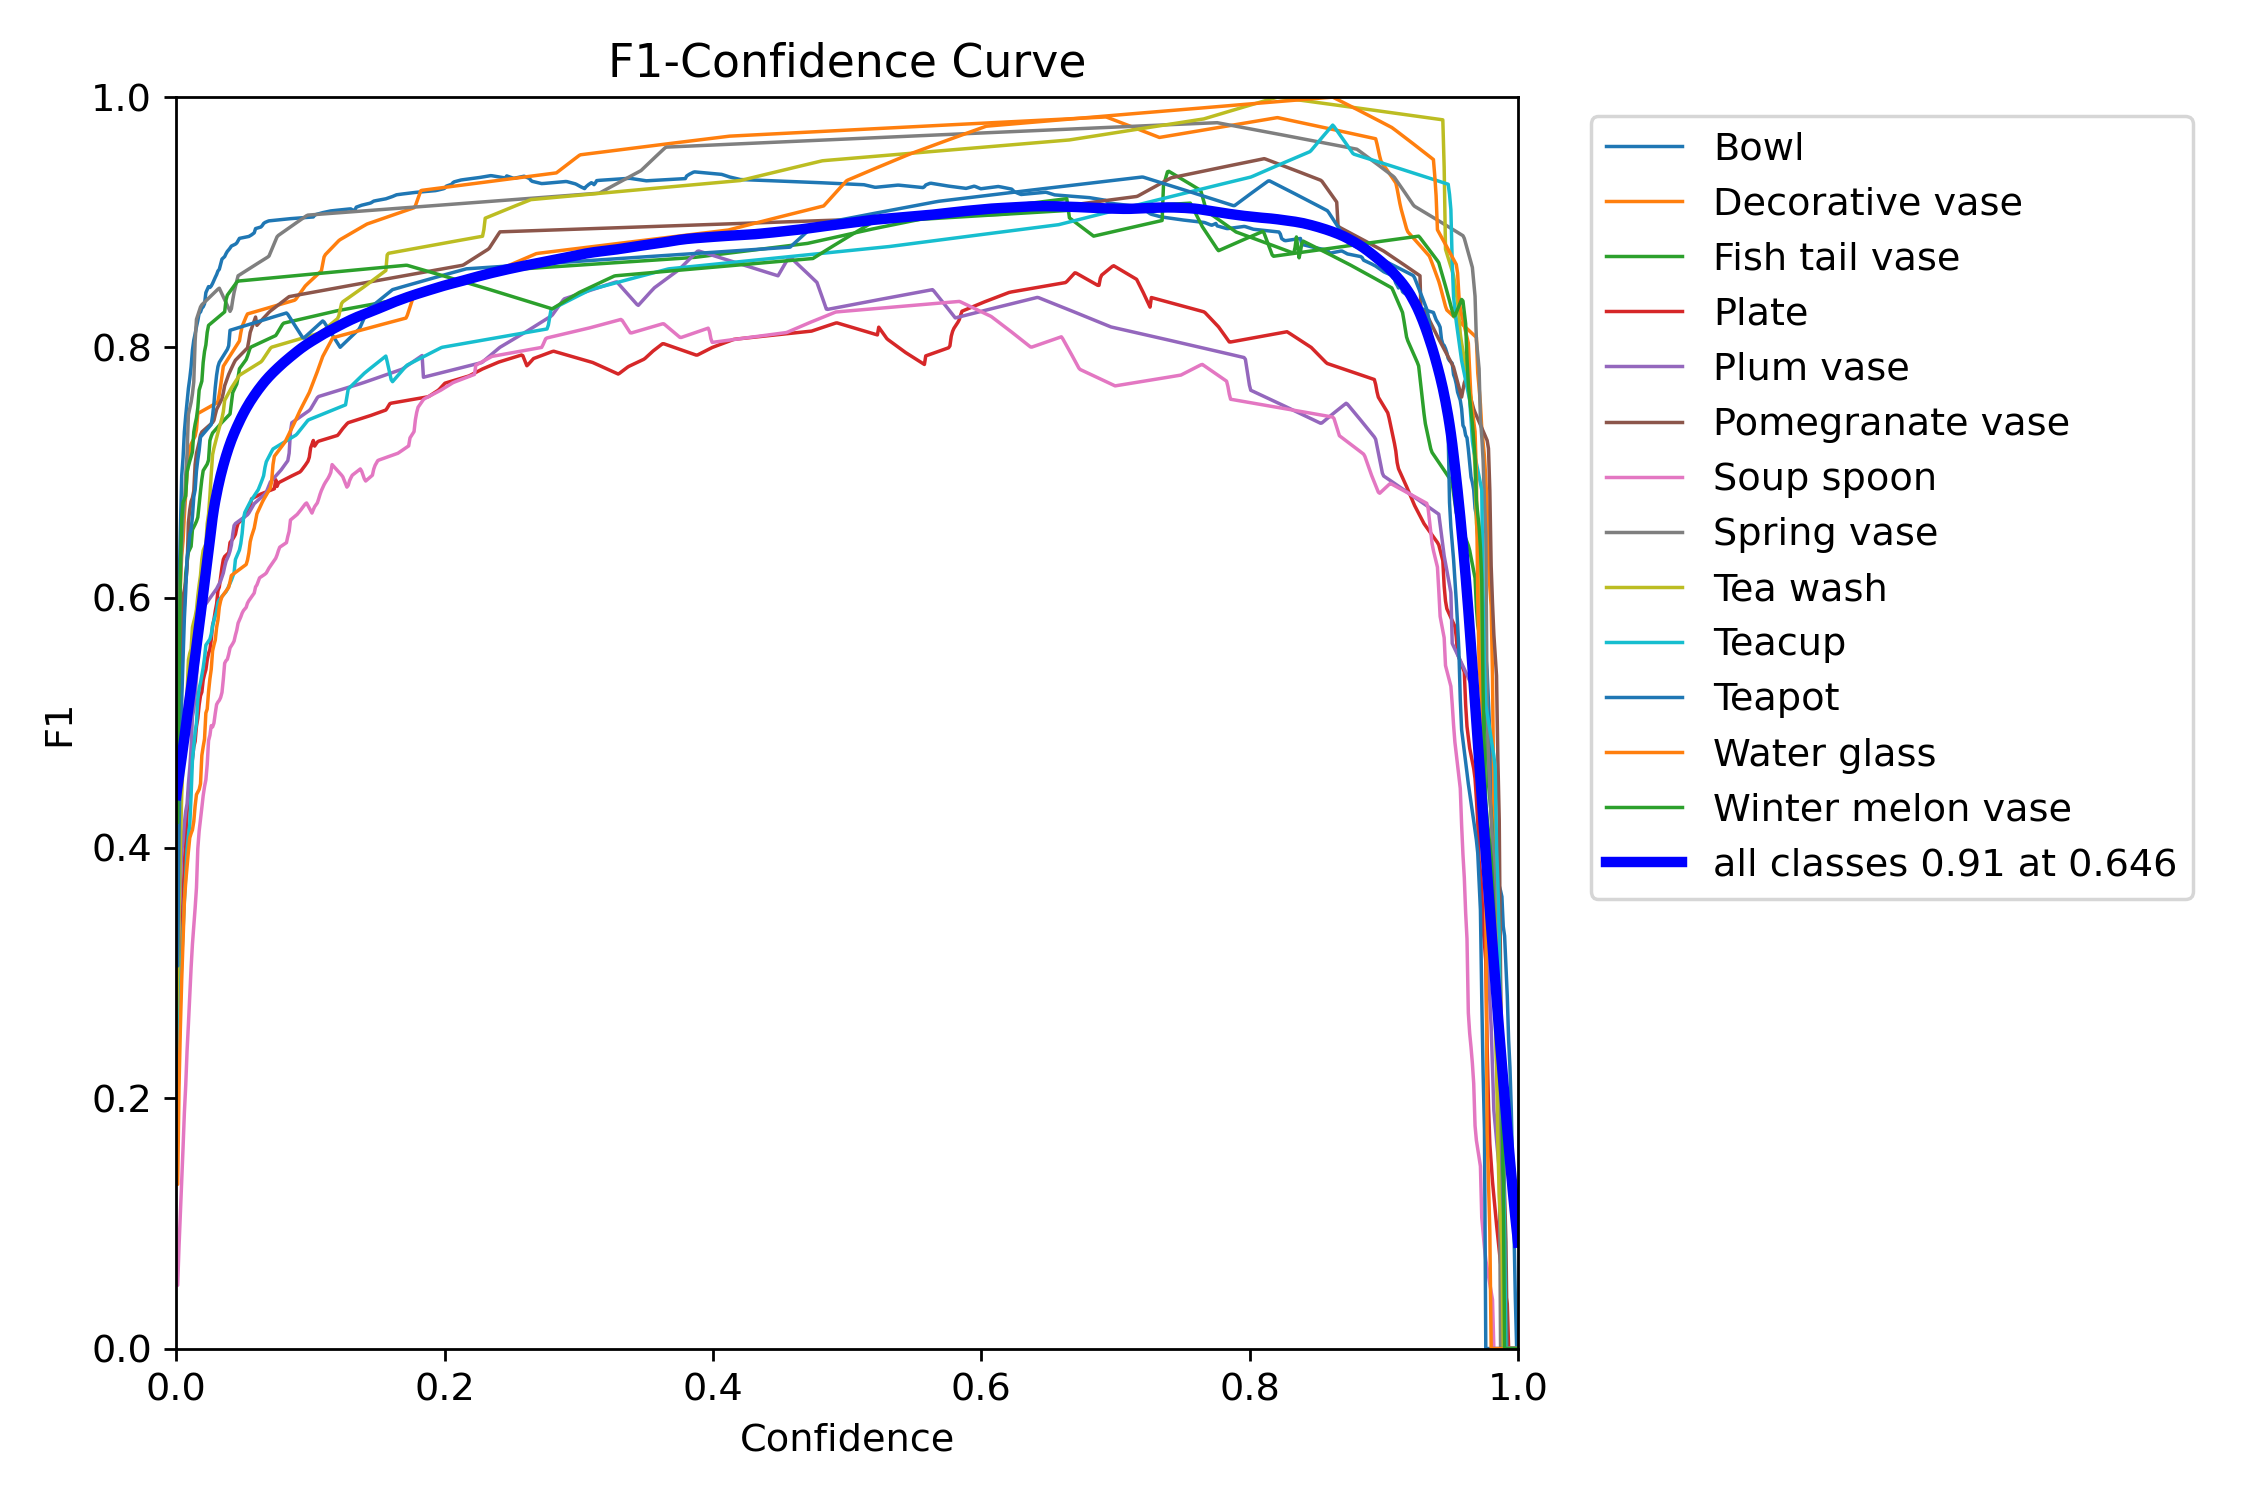 F1-Confidence Curve
1.0
0.8
0.6
0.4
0.2
0.0
F1
0.0 0.2 0.4 0.6 0.8 1.0
Confidence
Bowl
Decorative vase
Fish tail vase
Plate
Plum vase
Pomegranate vase
Soup spoon
Spring vase
Tea wash
Teacup
Teapot
Water glass
Winter melon vase
all classes 0.91 at 0.646